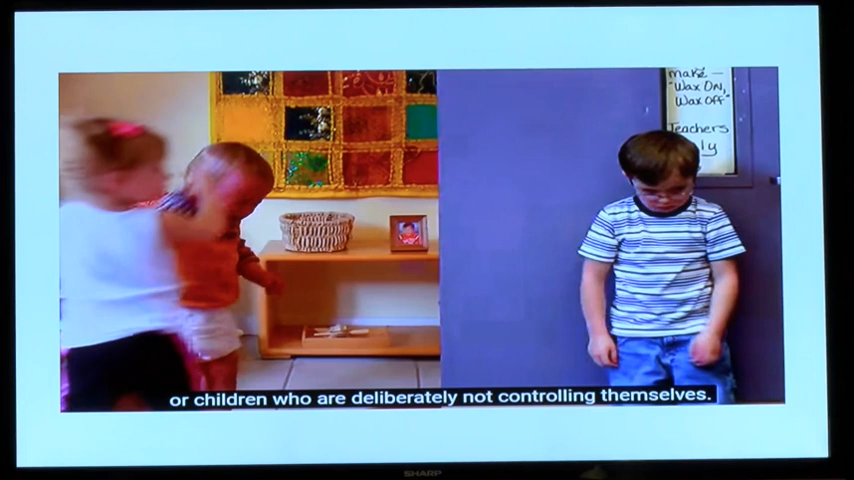 make —
"Wax On,
Wax Off"
Teachers
ly
or children who are deliberately not controlling themselves.
SHARP